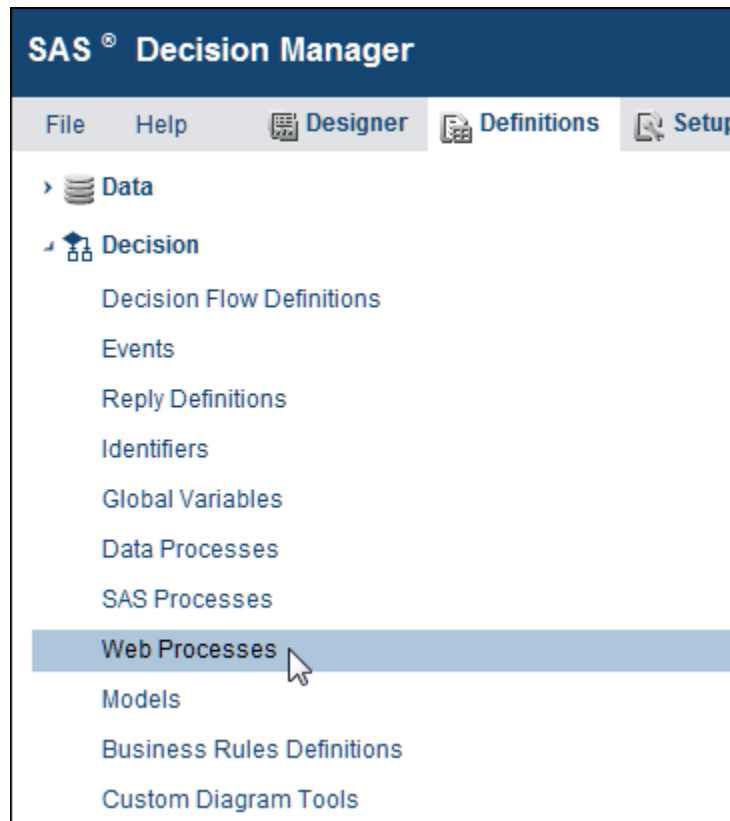 SAS ® Decision Manager
File Help Designer Definitions Setup
Data
Decision
Decision Flow Definitions
Events
Reply Definitions
Identifiers
Global Variables
Data Processes
SAS Processes
Web Processes
Models
Business Rules Definitions
Custom Diagram Tools